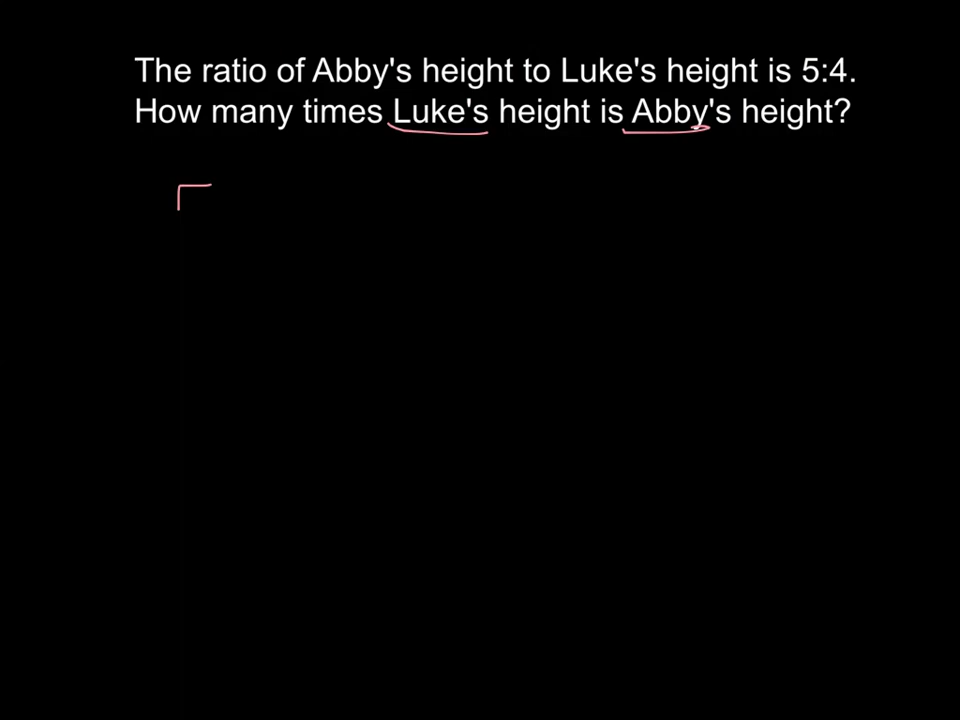 The ratio of Abby's height to Luke's height is 5:4.
How many times Luke's height is Abby's height?